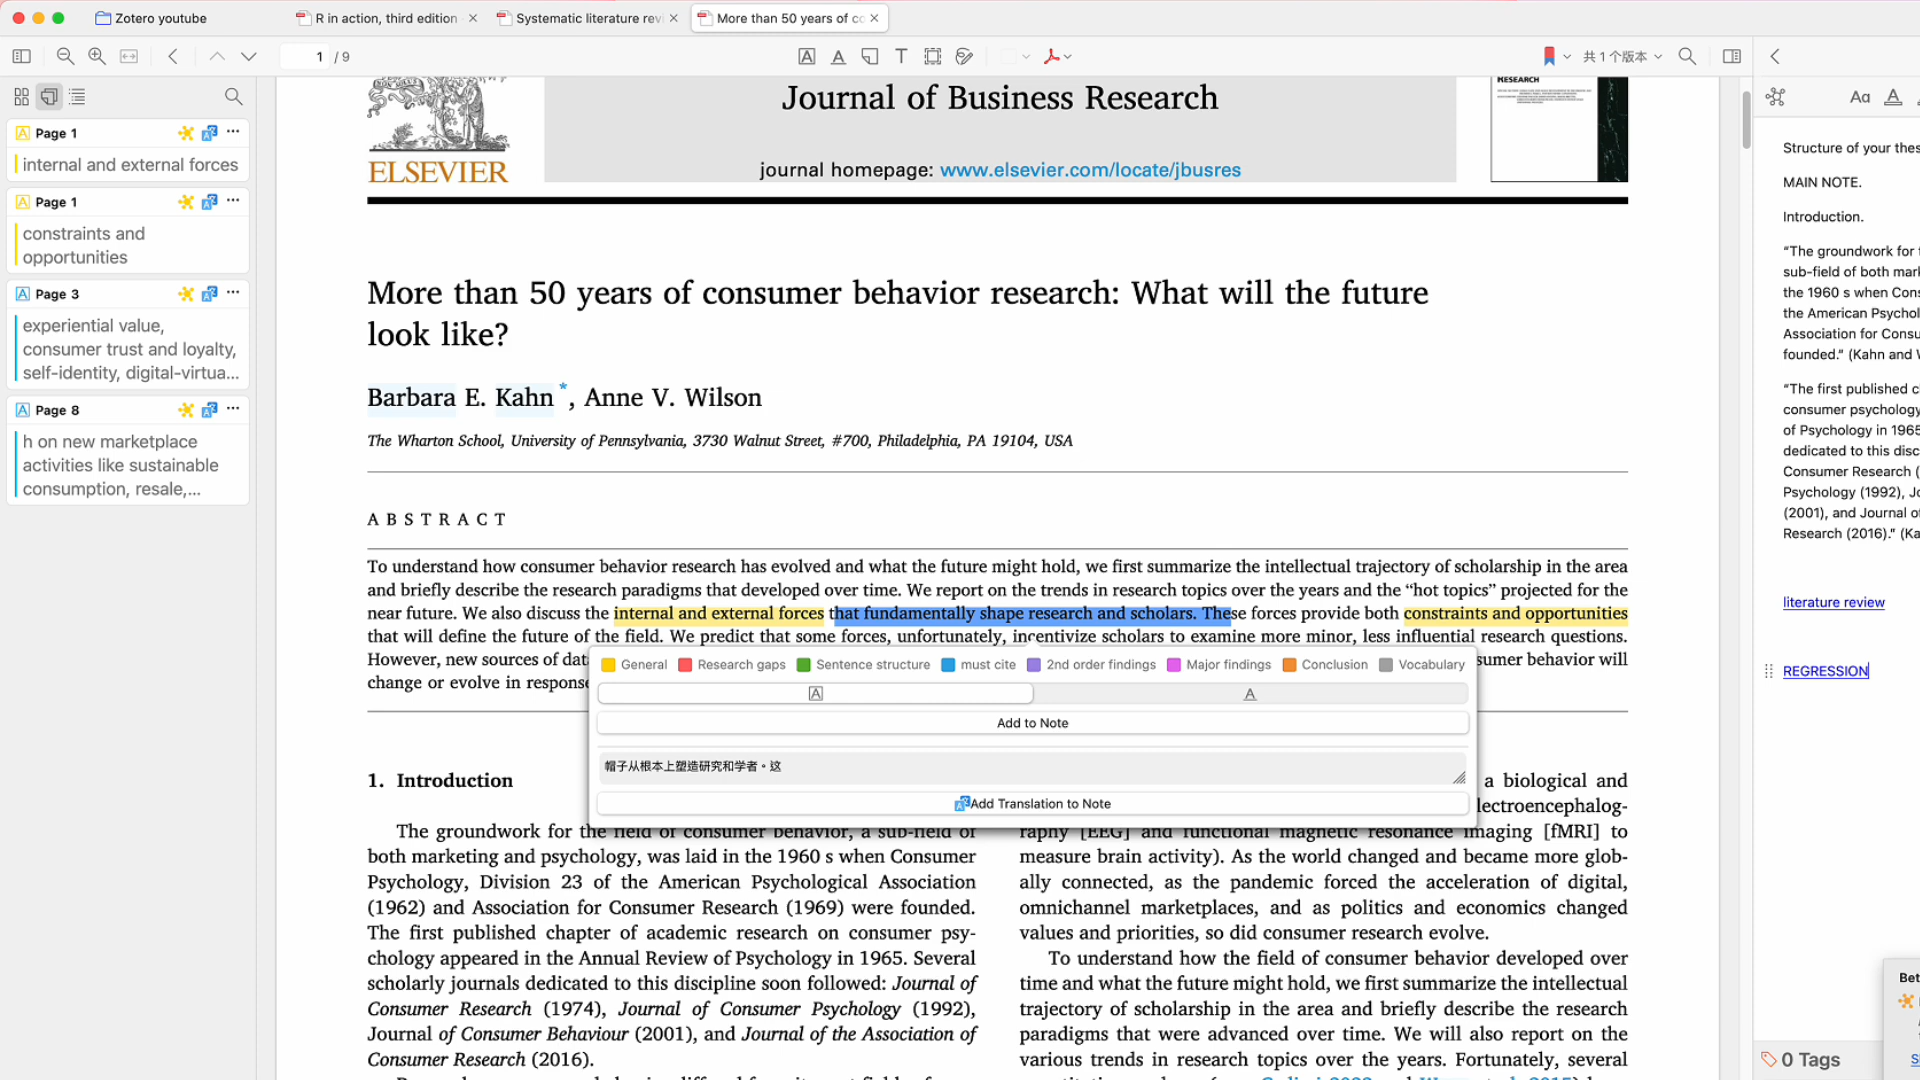 Zotero youtube
R in action, third edition
Systematic literature revi
More than 50 years of co
1 / 9
共 1 个版本
Aa
Page 1
internal and external forces
Page 1
constraints and
opportunities
Page 3
experiential value,
consumer trust and loyalty,
self-identity, digital-virtua...
Page 8
h on new marketplace
activities like sustainable
consumption, resale,...
ELSEVIER
Journal of Business Research
journal homepage: www.elsevier.com/locate/jbusres
RESEARCH
More than 50 years of consumer behavior research: What will the future
look like?
Barbara E. Kahn *, Anne V. Wilson
The Wharton School, University of Pennsylvania, 3730 Walnut Street, #700, Philadelphia, PA 19104, USA
ABSTRACT
To understand how consumer behavior research has evolved and what the future might hold, we first summarize the intellectual trajectory of scholarship in the area
and briefly describe the research paradigms that developed over time. We report on the trends in research topics over the years and the “hot topics” projected for the
near future. We also discuss the internal and external forces that fundamentally shape research and scholars. These forces provide both constraints and opportunities
that will define the future of the field. We predict that some forces, unfortunately, incentivize scholars to examine more minor, less influential research questions.
However, new sources of dat
sumer behavior will
change or evolve in response
General
Research gaps
Sentence structure
must cite
2nd order findings
Major findings
Conclusion
Vocabulary
Add to Note
帽子从根本上塑造研究和学者。这
Add Translation to Note
1. Introduction
The groundwork for the field of consumer behavior, a sub-field of
both marketing and psychology, was laid in the 1960 s when Consumer
Psychology, Division 23 of the American Psychological Association
(1962) and Association for Consumer Research (1969) were founded.
The first published chapter of academic research on consumer psy-
chology appeared in the Annual Review of Psychology in 1965. Several
scholarly journals dedicated to this discipline soon followed: Journal of
Consumer Research (1974), Journal of Consumer Psychology (1992),
Journal of Consumer Behaviour (2001), and Journal of the Association of
Consumer Research (2016).
a biological and
lectroencephalog-
raphy [EEG] and functional magnetic resonance imaging [fMRI] to
measure brain activity). As the world changed and became more glob-
ally connected, as the pandemic forced the acceleration of digital,
omnichannel marketplaces, and as politics and economics changed
values and priorities, so did consumer research evolve.
To understand how the field of consumer behavior developed over
time and what the future might hold, we first summarize the intellectual
trajectory of scholarship in the area and briefly describe the research
paradigms that were advanced over time. We will also report on the
various trends in research topics over the years. Fortunately, several
Structure of your thes
MAIN NOTE.
Introduction.
“The groundwork for t
sub-field of both mark
the 1960 s when Cons
the American Psychol
Association for Consu
founded.” (Kahn and W
“The first published c
consumer psychology
of Psychology in 1965
dedicated to this disc
Consumer Research (
Psychology (1992), Jo
(2001), and Journal of
Research (2016).” (Ka
literature review
REGRESSION
Bet
0 Tags